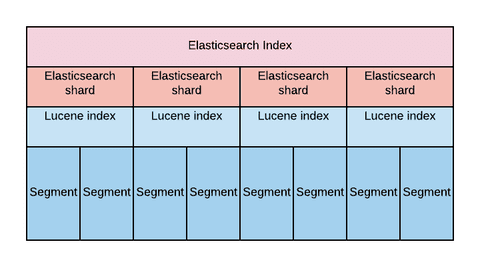 Elasticsearch Index
Elasticsearch Elasticsearch Elasticsearch Elasticsearch
shard shard shard shard
Lucene index Lucene index Lucene index Lucene index
Segment Segment Segment Segment Segment Segment Segment Segment